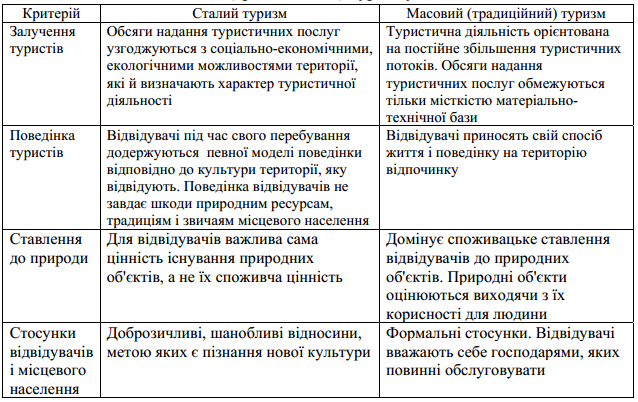 Критерій Сталий туризм Масовий (традиційний) туризм
Залучення туристів
Обсяги надання туристичних послуг
узгоджуються з соціально-економічними,
екологічними можливостями території,
які й визначають характер туристичної
діяльності
Туристична діяльність орієнтована
на постійне збільшення туристичних
потоків. Обсяги надання
туристичних послуг обмежуються
тільки місткістю матеріально-
технічної бази
Поведінка
туристів
Відвідувачі під час свого перебування
додержуються певної моделі поведінки
відповідно до культури території, яку
відвідують. Поведінка відвідувачів не
завдає шкоди природним ресурсам,
традиціям і звичаям місцевого населення
Відвідувачі приносять свій спосіб
життя і поведінку на територію
відпочинку
Ставлення
до природи
Для відвідувачів важлива сама
цінність існування природних
об'єктів, а не їх споживча цінність
Домінує споживацьке ставлення
відвідувачів до природних
об'єктів. Природні об'єкти
оцінюються виходячи з їх
корисності для людини
Стосунки
відвідувачів
і місцевого
населення
Доброзичливі, шанобливі відносини,
метою яких є пізнання нової культури
Формальні стосунки. Відвідувачі
вважають себе господарями, яких
повинні обслуговувати